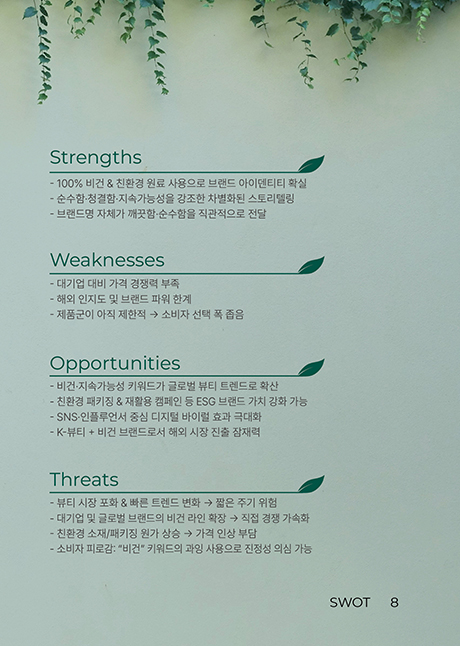 Strengths
- 100% 비건 & 친환경 원료 사용으로 브랜드 아이덴티티 확실
- 순수함·청결함·지속가능성을 강조한 차별화된 스토리텔링
- 브랜드명 자체가 깨끗함·순수함을 직관적으로 전달
Weaknesses
- 대기업 대비 가격 경쟁력 부족
- 해외 인지도 및 브랜드 파워 한계
- 제품군이 아직 제한적 → 소비자 선택 폭 좁음
Opportunities
- 비건·지속가능성 키워드가 글로벌 뷰티 트렌드로 확산
- 친환경 패키징 & 재활용 캠페인 등 ESG 브랜드 가치 강화 가능
- SNS·인플루언서 중심 디지털 바이럴 효과 극대화
- K-뷰티 + 비건 브랜드로서 해외 시장 진출 잠재력
Threats
- 뷰티 시장 포화 & 빠른 트렌드 변화 → 짧은 주기 위험
- 대기업 및 글로벌 브랜드의 비건 라인 확장 → 직접 경쟁 가속화
- 친환경 소재/패키징 원가 상승 → 가격 인상 부담
- 소비자 피로감: “비건” 키워드의 과잉 사용으로 진정성 의심 가능
SWOT 8